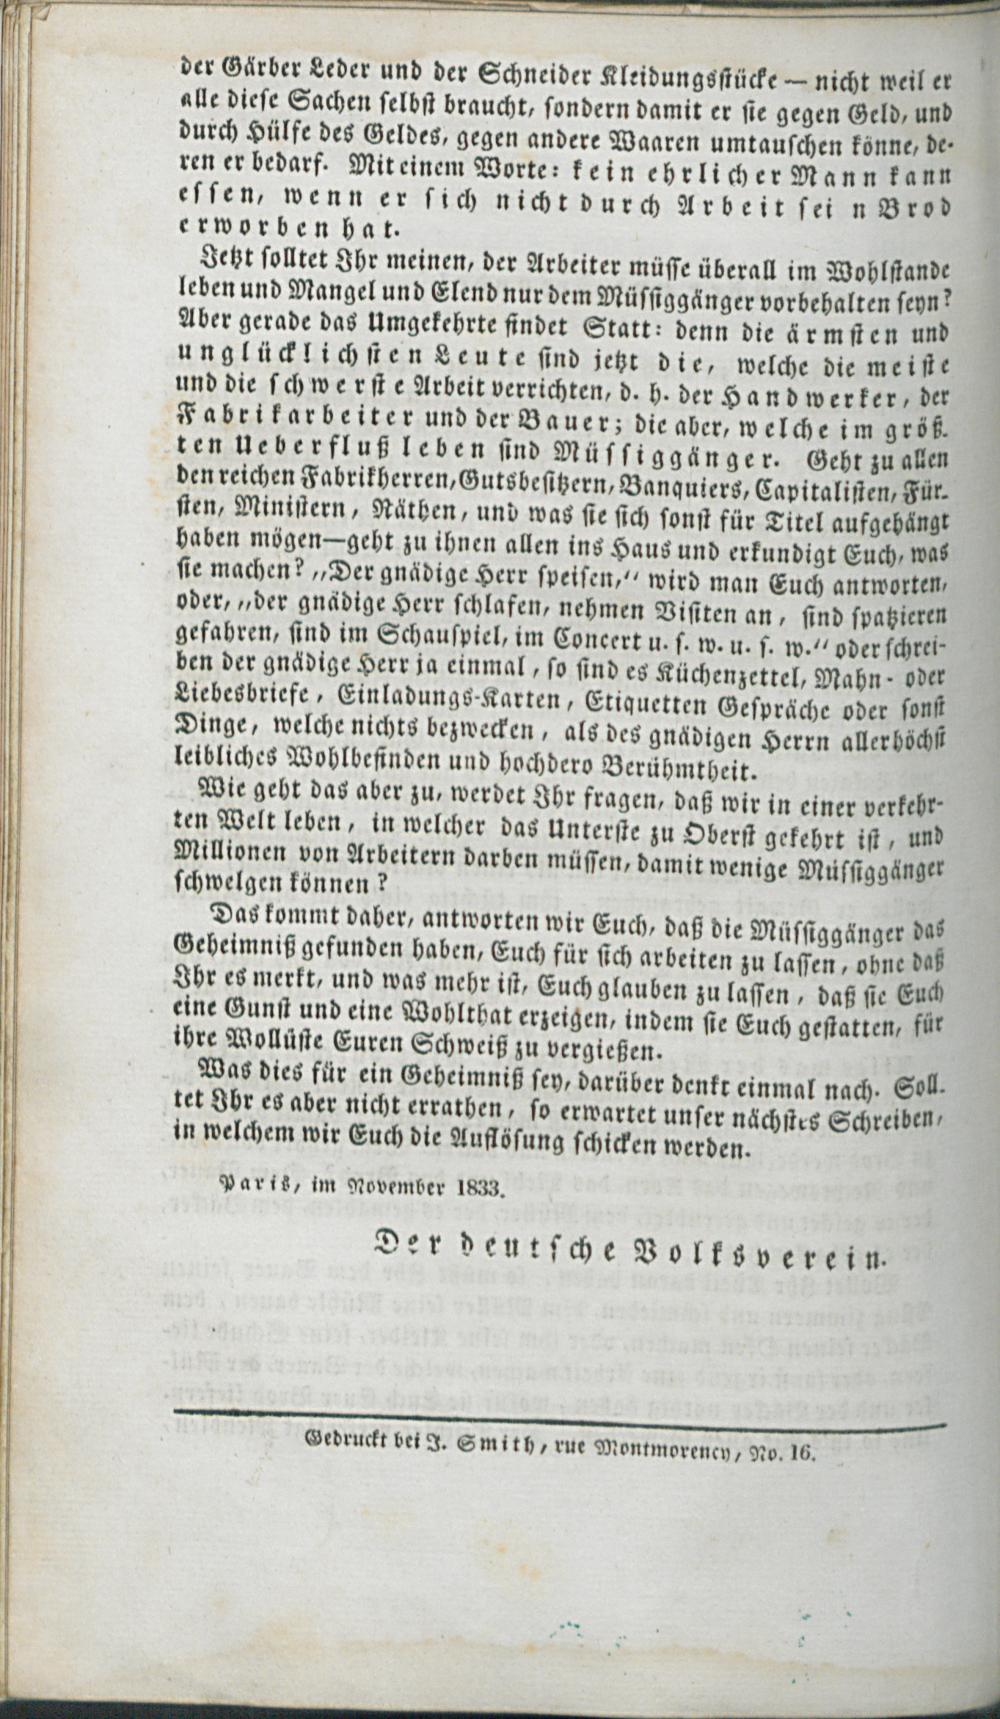 der Gärber Leder und der Schneider Kleidungsstücke — nicht weil er
alle diese Sachen selbst braucht, sondern damit er sie gegen Geld, und
durch Hülfe des Geldes, gegen andere Waaren umtauschen könne, de-
ren er bedarf. Mit einem Worte: kein ehrlicher Mann kann
essen, wenn er sich nicht durch Arbeit sein Brod
erworben hat.
Jetzt solltet Ihr meinen, der Arbeiter müsse überall im Wohlstande
leben und Mangel und Elend nur dem Müssiggänger vorbehalten seyn?
Aber gerade das Umgekehrte findet Statt: denn die ärmsten und
unglücklichsten Leute sind jetzt die, welche die meiste
und die schwerste Arbeit verrichten, d. h. der Handwerker, der
Fabrikarbeiter und der Bauer; die aber, welche im größ-
ten Ueberfluß leben sind Müssiggänger. Geht zu allen
den reichen Fabrikherren, Gutsbesitzern, Banquiers, Capitalisten, Für-
sten, Ministern, Räthen, und was sie sich sonst für Titel aufgehängt
haben mögen—geht zu ihnen allen ins Haus und erkundigt Euch, was
sie machen? „Der gnädige Herr speisen,“ wird man Euch antworten,
oder, „der gnädige Herr schlafen, nehmen Visiten an, sind spatzieren
gefahren, sind im Schauspiel, im Concert u. s. w. u. s. w.“ oder schrei-
ben der gnädige Herr ja einmal, so sind es Küchenzettel, Mahn- oder
Liebesbriefe, Einladungs-Karten, Etiquetten Gespräche oder sonst
Dinge, welche nichts bezwecken, als des gnädigen Herrn allerhöchst
leibliches Wohlbefinden und hochdero Berühmtheit.
Wie geht das aber zu, werdet Ihr fragen, daß wir in einer verkehr-
ten Welt leben, in welcher das Unterste zu Oberst gekehrt ist, und
Millionen von Arbeitern darben müssen, damit wenige Müssiggänger
schwelgen können?
Das kommt daher, antworten wir Euch, daß die Müssiggänger das
Geheimniß gefunden haben, Euch für sich arbeiten zu lassen, ohne daß
Ihr es merkt, und was mehr ist, Euch glauben zu lassen, daß sie Euch
eine Gunst und eine Wohlthat erzeigen, indem sie Euch gestatten, für
ihre Wollüste Euren Schweiß zu vergießen.
Was dies für ein Geheimniß sey, darüber denkt einmal nach. Soll-
tet Ihr es aber nicht errathen, so erwartet unser nächstes Schreiben,
in welchem wir Euch die Auflösung schicken werden.
Paris, im November 1833.
Der deutsche Volksverein.
Gedruckt bei J. Smith, rue Montmorency, No. 16.